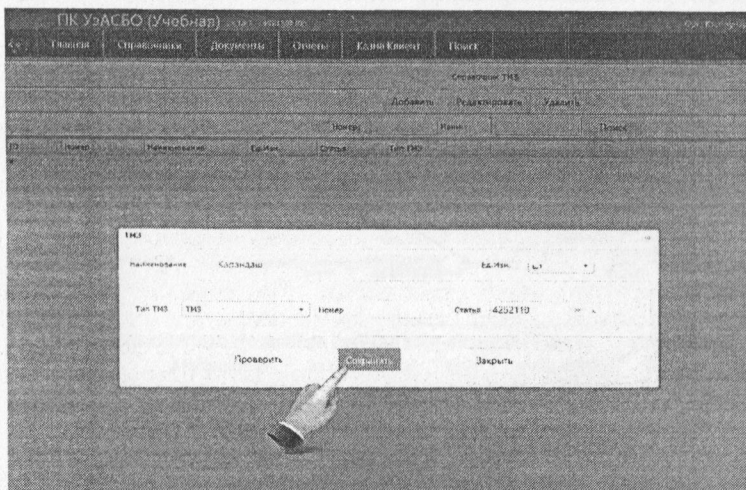 ПК УзАСБО (Учебная)
Главная Справочники Документы Отчеты Казна Клиент Поиск
Справочник ТМЗ
Добавить Редактировать Удалить
Номер Поиск
ID Номер Наименование Ед.Изм. Статья Тип ТМЗ
ТМЗ
Наименование Карандаш Ед.Изм. шт
Тип ТМЗ ТМЗ Номер Статья 4252110
Проверить Сохранить Закрыть